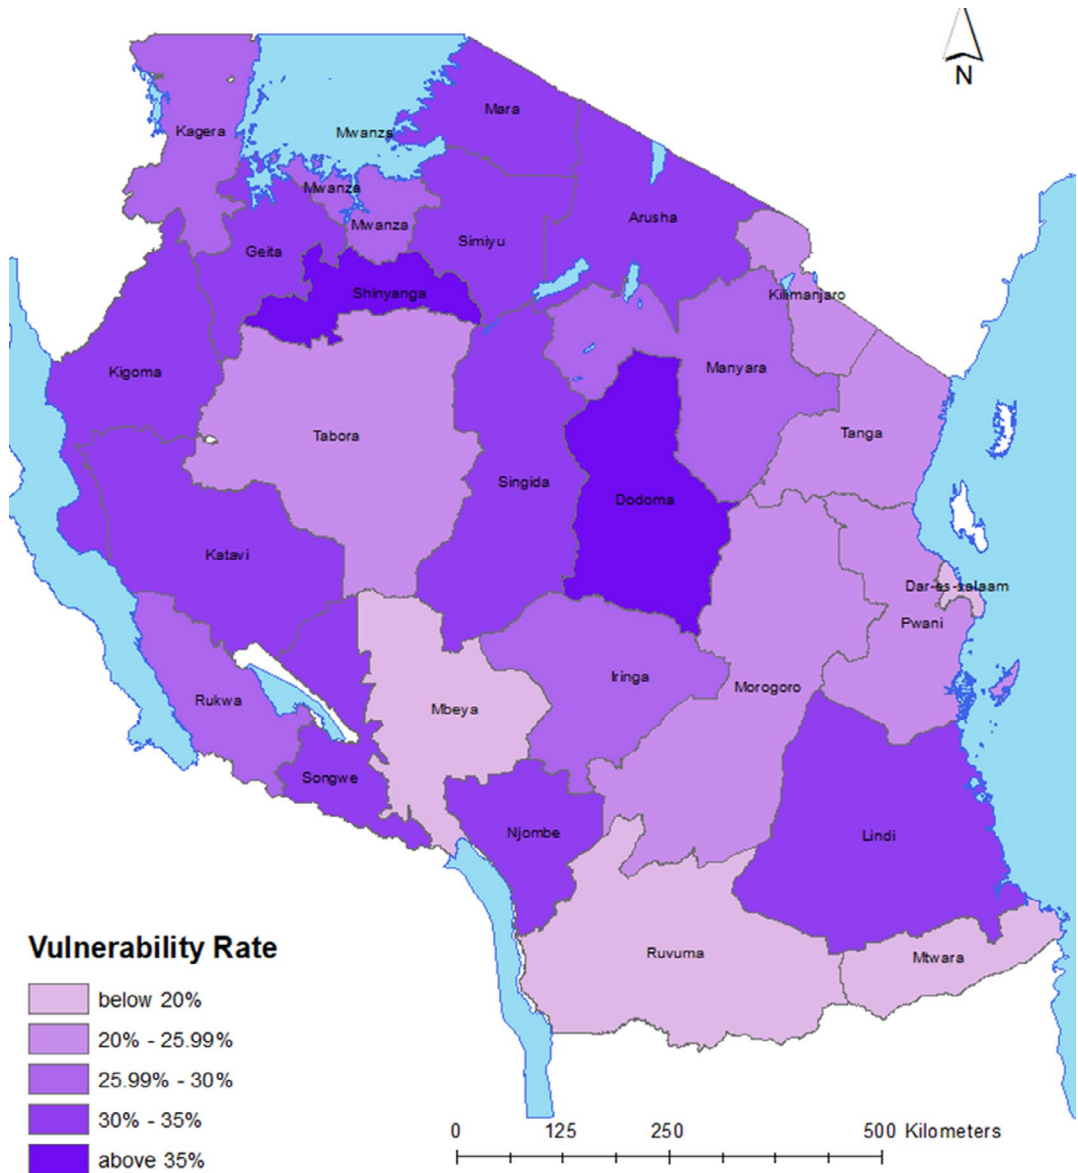 N
Mara
Kagera
Mwanza
Mwanza
Mwanza
Arusha
Simiyu
Geita
Shinyanga
Kilimanjaro
Kigoma
Manyara
Tabora
Tanga
Singida
Dodoma
Katavi
Dar-es-salaam
Pwani
Iringa
Morogoro
Rukwa
Mbeya
Songwe
Njombe
Lindi
Ruvuma
Mtwara
Vulnerability Rate
below 20%
20% - 25.99%
25.99% - 30%
30% - 35%
above 35%
0 125 250 500 Kilometers